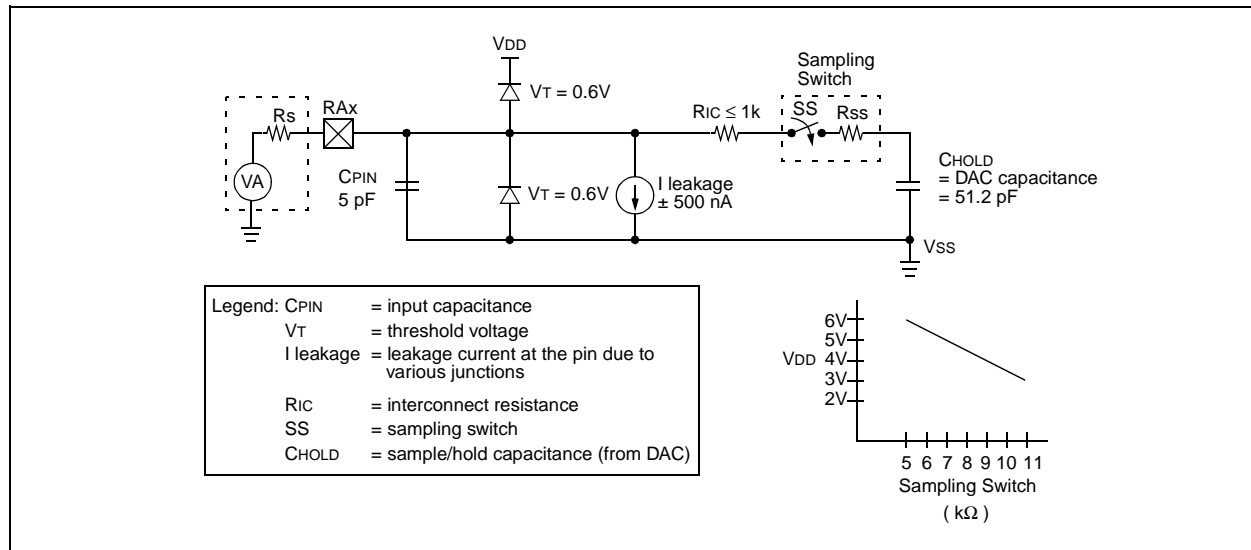 VDD
VT = 0.6V
Sampling
Switch
Rs
RAx
RIC ≤ 1k
SS
RSS
VA
CPIN
5 pF
VT = 0.6V
I leakage
± 500 nA
CHOLD
= DAC capacitance
= 51.2 pF
VSS
Legend: CPIN = input capacitance
VT = threshold voltage
I leakage = leakage current at the pin due to
various junctions
RIC = interconnect resistance
SS = sampling switch
CHOLD = sample/hold capacitance (from DAC)
6V
5V
VDD 4V
3V
2V
5 6 7 8 9 10 11
Sampling Switch
( kΩ )